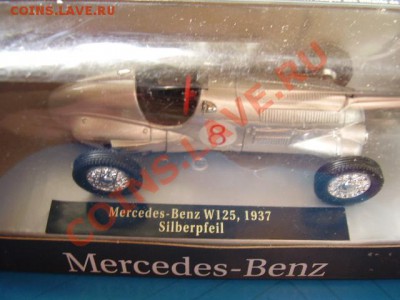 COINS.LAVE.RU
8
COINS.LAVE.RU
Mercedes-Benz W125, 1937
Silberpfeil
Mercedes-Benz
COINS.LAVE.RU